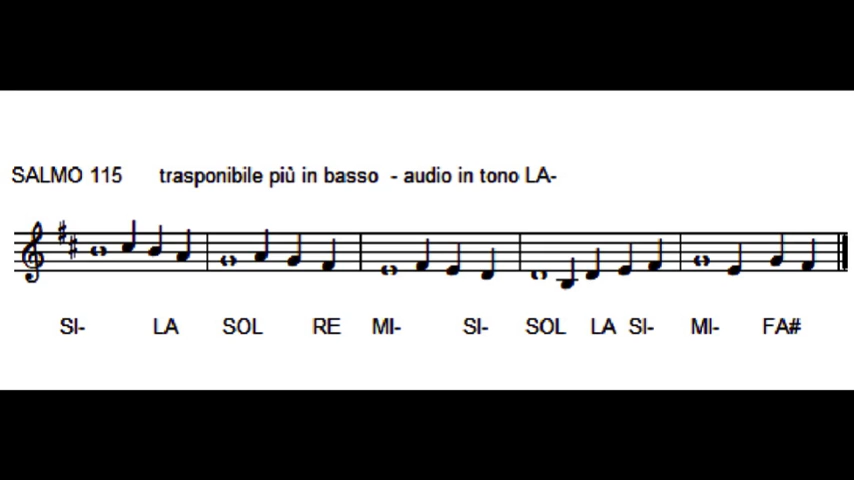 SALMO 115 trasponibile più in basso - audio in tono LA-
SI- LA SOL RE MI- SI- SOL LA SI- MI- FA#